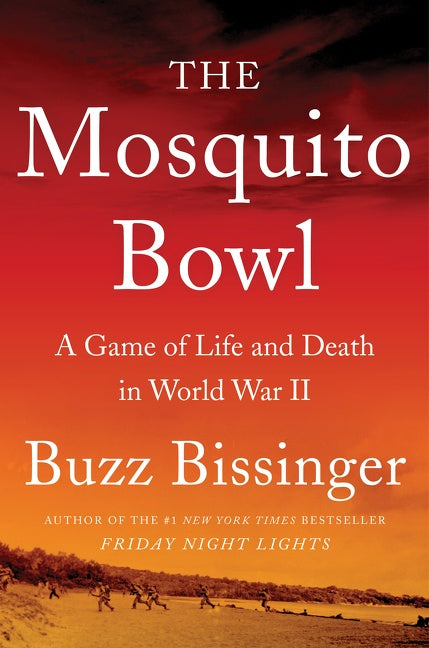 THE
Mosquito
Bowl
A Game of Life and Death
in World War II
Buzz Bissinger
AUTHOR OF THE #1 NEW YORK TIMES BESTSELLER
FRIDAY NIGHT LIGHTS